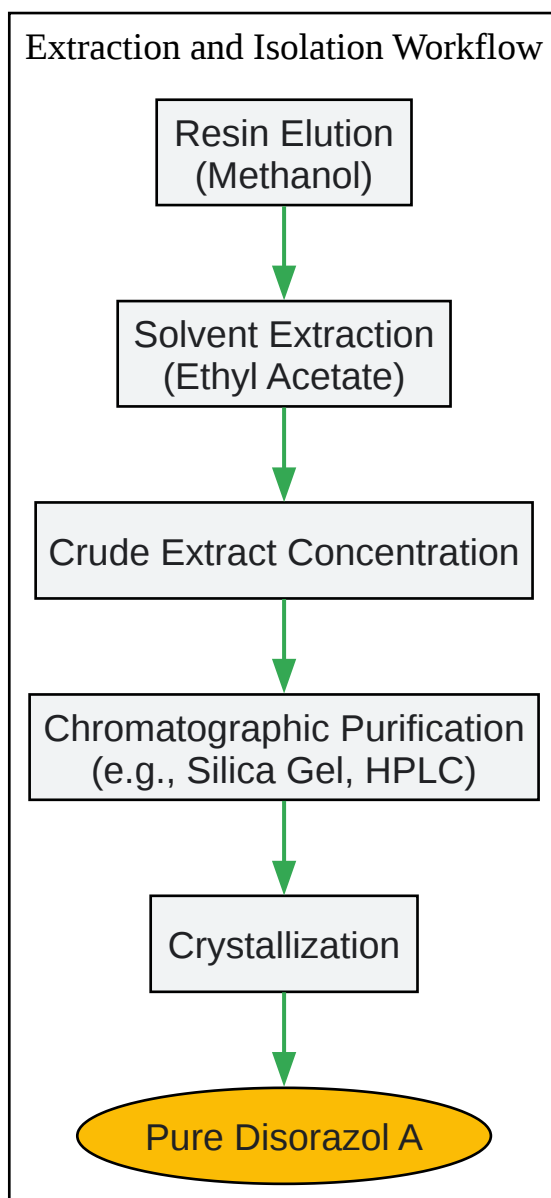 Extraction and Isolation Workflow
Resin Elution
(Methanol)
Solvent Extraction
(Ethyl Acetate)
Crude Extract Concentration
Chromatographic Purification
(e.g., Silica Gel, HPLC)
Crystallization
Pure Disorazol A